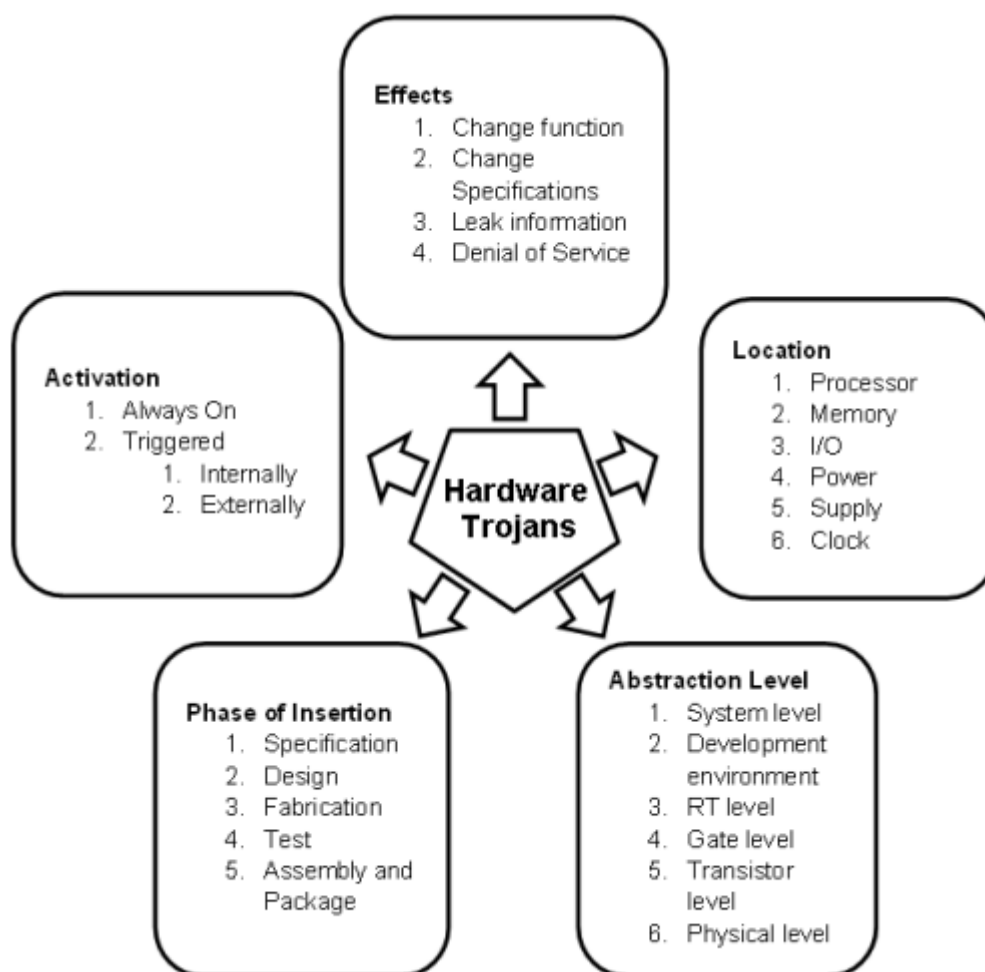 Effects
1. Change function
2. Change
Specifications
3. Leak information
4. Denial of Service
Activation
1. Always On
2. Triggered
1. Internally
2. Externally
Location
1. Processor
2. Memory
3. I/O
4. Power
5. Supply
6. Clock
Hardware
Trojans
Phase of Insertion
1. Specification
2. Design
3. Fabrication
4. Test
5. Assembly and
Package
Abstraction Level
1. System level
2. Development
environment
3. RT level
4. Gate level
5. Transistor
level
6. Physical level